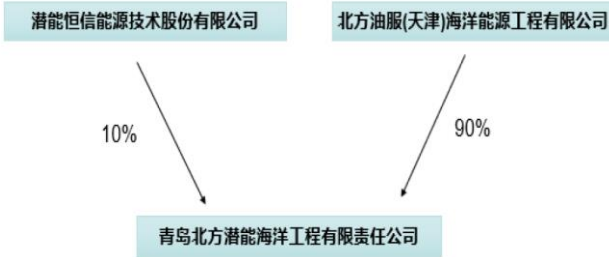 潜能恒信能源技术股份有限公司
北方油服(天津)海洋能源工程有限公司
10%
90%
青岛北方潜能海洋工程有限责任公司